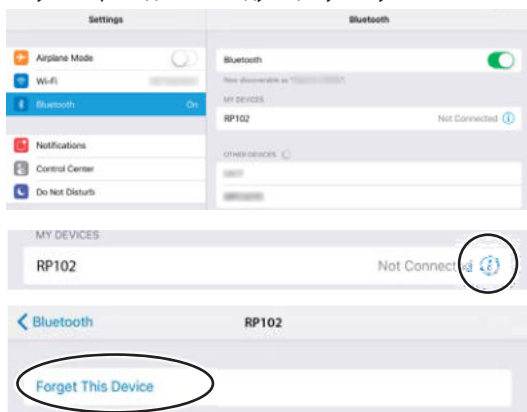 Settings
Bluetooth
Airplane Mode
Wi-Fi
Bluetooth On
Notifications
Control Center
Do Not Disturb
Bluetooth
Now discoverable as
MY DEVICES
RP102 Not Connected
OTHER DEVICES
MY DEVICES
RP102 Not Connected
Bluetooth RP102
Forget This Device